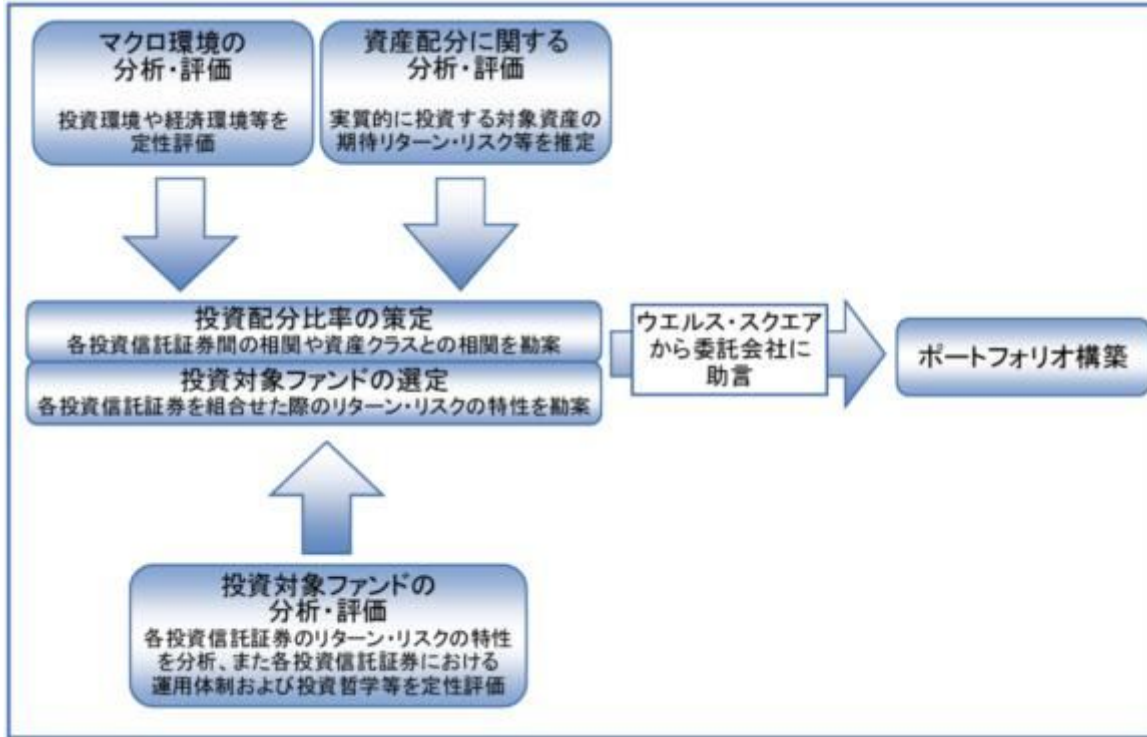 マクロ環境の
分析・評価
投資環境や経済環境等を
定性評価
資産配分に関する
分析・評価
実質的に投資する対象資産の
期待リターン・リスク等を推定
投資配分比率の策定
各投資信託証券間の相関や資産クラスとの相関を勘案
投資対象ファンドの選定
各投資信託証券を組合せた際のリターン・リスクの特性を勘案
ウエルス・スクエア
から委託会社に
助言
ポートフォリオ構築
投資対象ファンドの
分析・評価
各投資信託証券のリターン・リスクの特性
を分析、また各投資信託証券における
運用体制および投資哲学等を定性評価